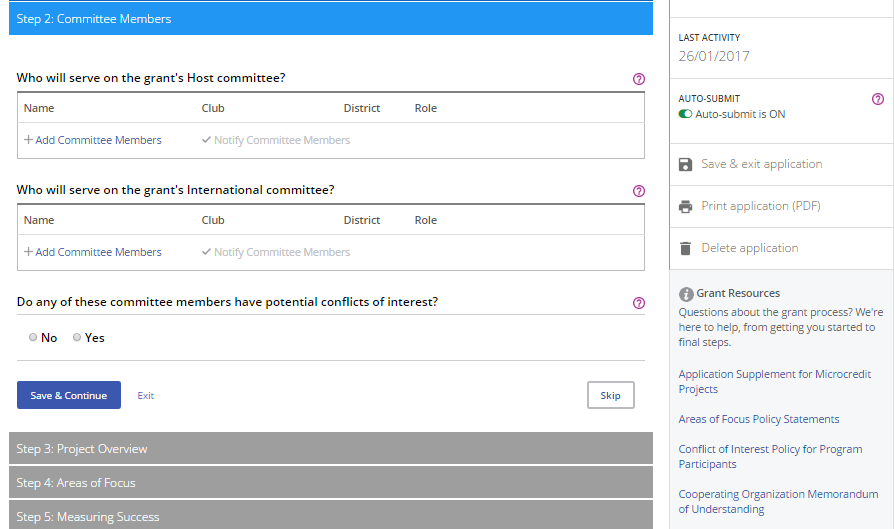 Step 2: Committee Members
Who will serve on the grant's Host committee?
Name Club District Role
Add Committee Members Notify Committee Members
Who will serve on the grant's International committee?
Name Club District Role
Add Committee Members Notify Committee Members
Do any of these committee members have potential conflicts of interest?
No Yes
Save & Continue Exit Skip
Step 3: Project Overview
Step 4: Areas of Focus
Step 5: Measuring Success
LAST ACTIVITY
26/01/2017
AUTO-SUBMIT
Auto-submit is ON
Save & exit application
Print application (PDF)
Delete application
Grant Resources
Questions about the grant process? We're
here to help, from getting you started to
final steps.
Application Supplement for Microcredit
Projects
Areas of Focus Policy Statements
Conflict of Interest Policy for Program
Participants
Cooperating Organization Memorandum
of Understanding